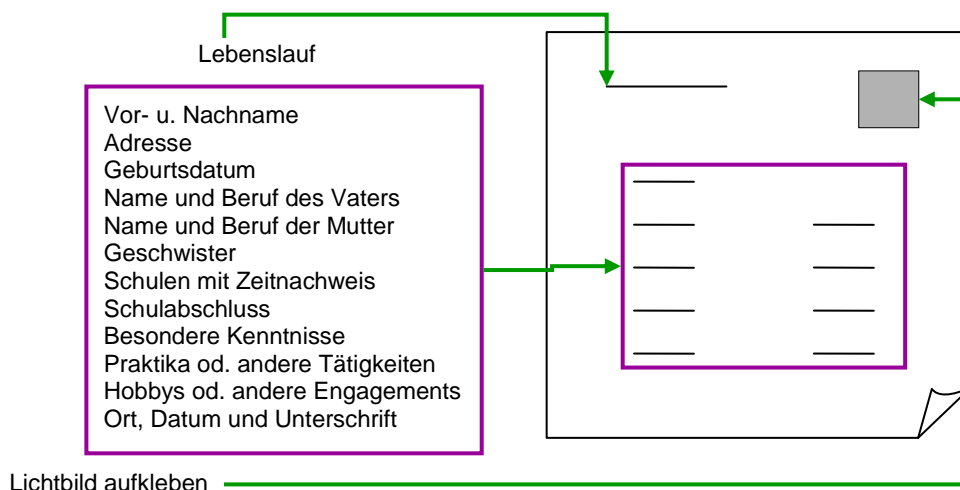 Lebenslauf
Vor- u. Nachname
Adresse
Geburtsdatum
Name und Beruf des Vaters
Name und Beruf der Mutter
Geschwister
Schulen mit Zeitnachweis
Schulabschluss
Besondere Kenntnisse
Praktika od. andere Tätigkeiten
Hobbys od. andere Engagements
Ort, Datum und Unterschrift
Lichtbild aufkleben